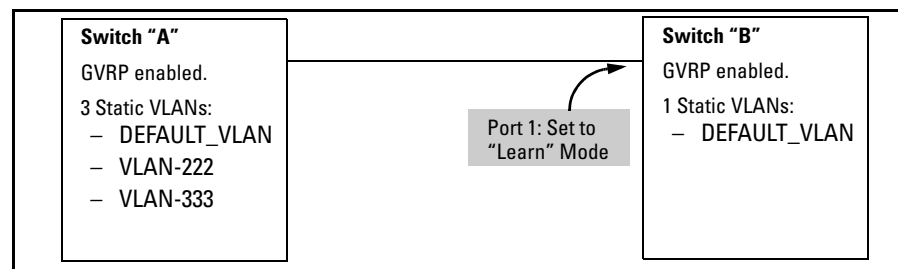 Switch “A”
GVRP enabled.
3 Static VLANs:
– DEFAULT_VLAN
– VLAN-222
– VLAN-333
Port 1: Set to
“Learn” Mode
Switch “B”
GVRP enabled.
1 Static VLANs:
– DEFAULT_VLAN